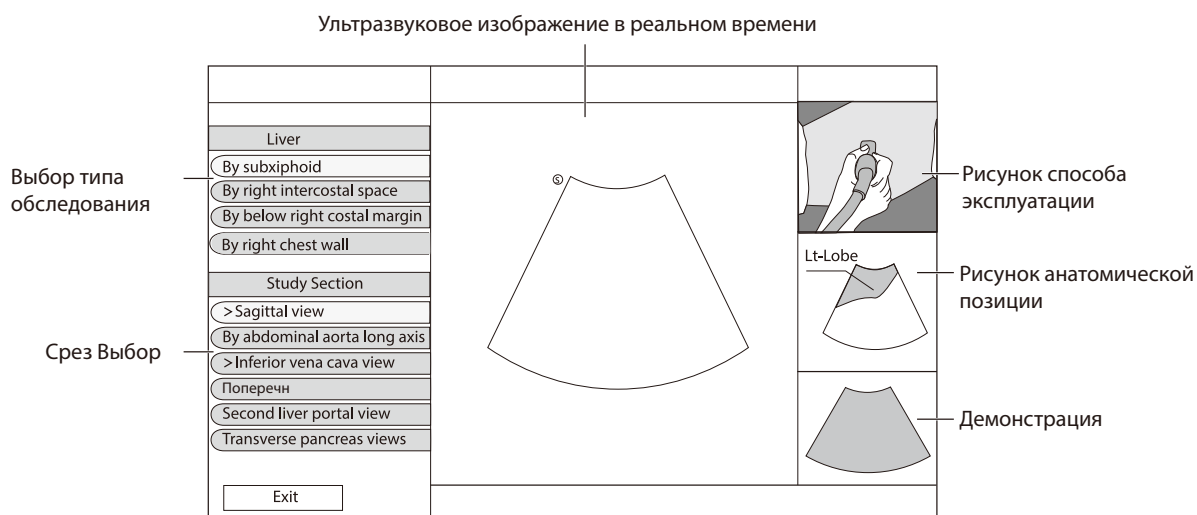 Ультразвуковое изображение в реальном времени
Выбор типа
обследования
Срез Выбор
Liver
By subxiphoid
By right intercostal space
By below right costal margin
By right chest wall
Study Section
>Sagittal view
By abdominal aorta long axis
>Inferior vena cava view
Поперечн
Second liver portal view
Transverse pancreas views
Exit
S
Lt-Lobe
Рисунок способа
эксплуатации
Рисунок анатомической
позиции
Демонстрация